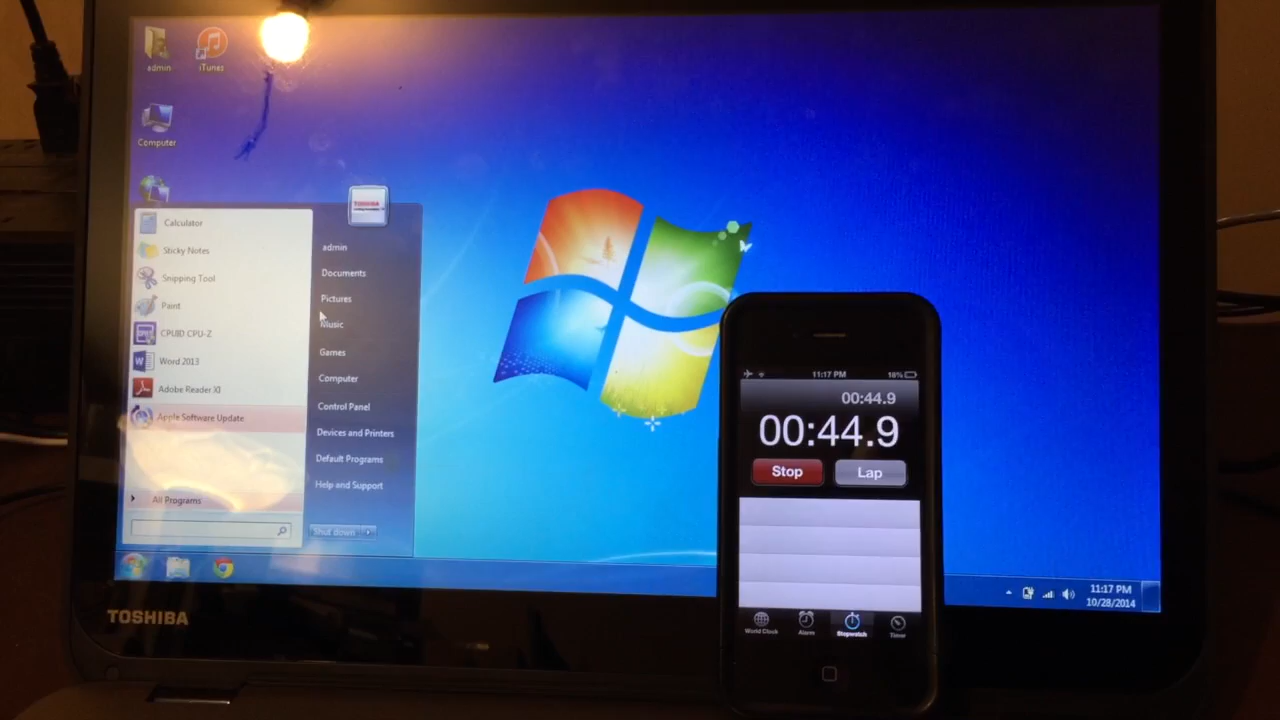 admin
iTunes
Computer
TOSHIBA
Calculator
Sticky Notes
Snipping Tool
Paint
CPUID CPU-Z
Word 2013
Adobe Reader XI
Apple Software Update
All Programs
admin
Documents
Pictures
Music
Games
Computer
Control Panel
Devices and Printers
Default Programs
Help and Support
Shut down
11:17 PM
10/28/2014
TOSHIBA
11:17 PM 18%
00:44.9
00:44.9
Stop Lap
World Clock Alarm Stopwatch Timer